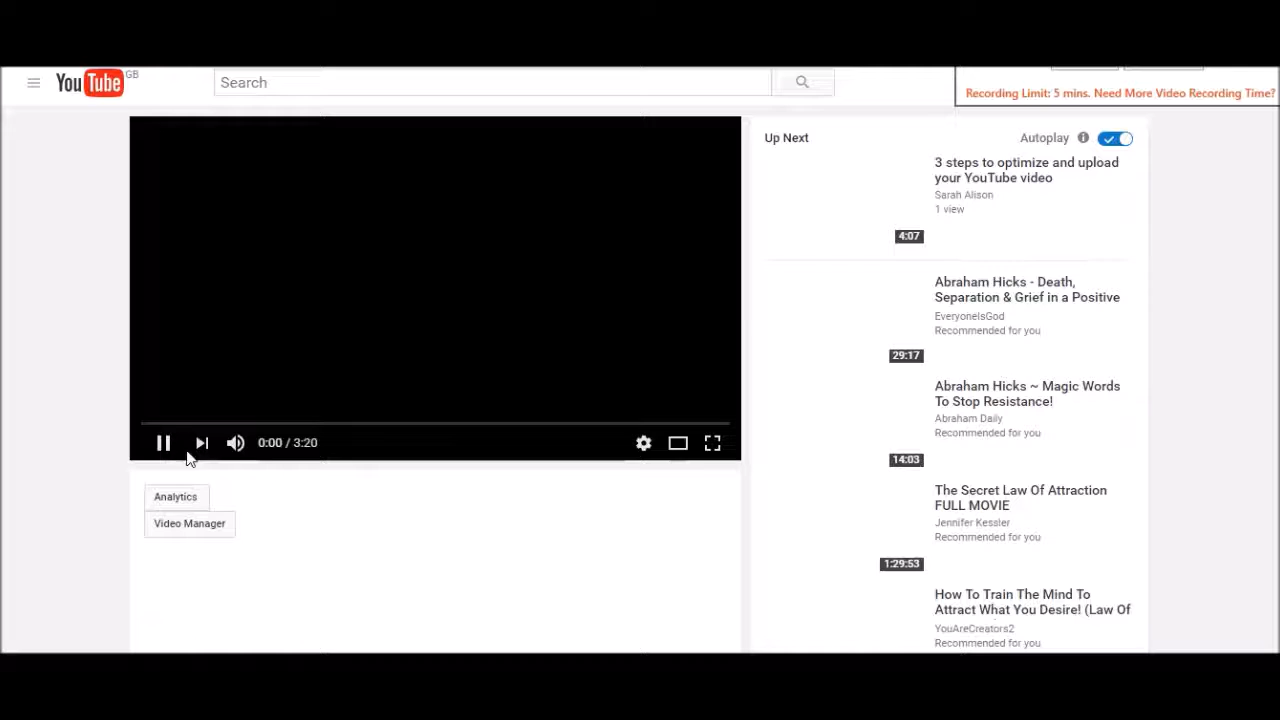 YouTube GB
Search
Recording Limit: 5 mins. Need More Video Recording Time?
Up Next
Autoplay
3 steps to optimize and upload
your YouTube video
Sarah Alison
1 view
4:07
Abraham Hicks - Death,
Separation & Grief in a Positive
EveryoneIsGod
Recommended for you
29:17
Abraham Hicks ~ Magic Words
To Stop Resistance!
Abraham Daily
Recommended for you
14:03
The Secret Law Of Attraction
FULL MOVIE
Jennifer Kessler
Recommended for you
1:29:53
How To Train The Mind To
Attract What You Desire! (Law Of
YouAreCreators2
Recommended for you
0:00 / 3:20
Analytics
Video Manager